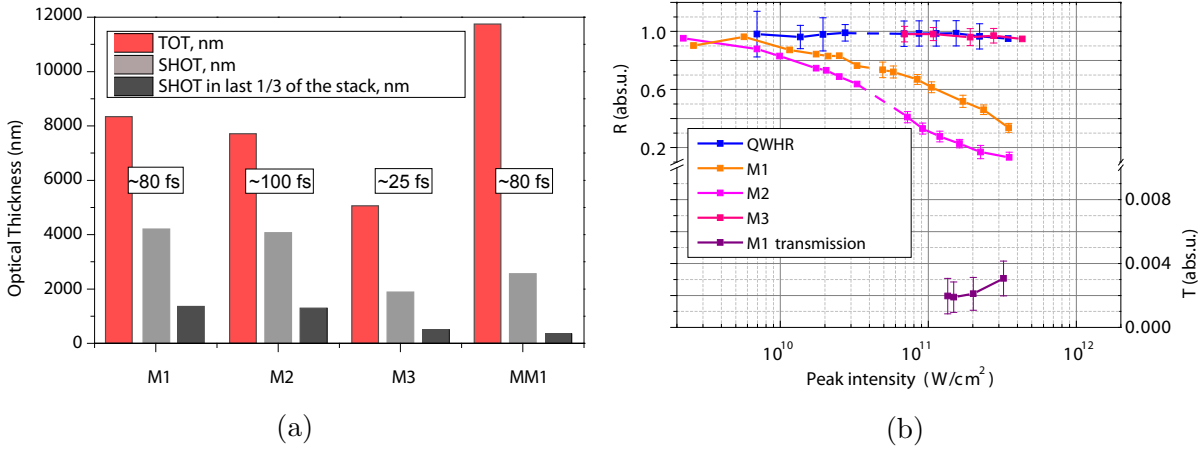 (a)
12000
10000
8000
6000
4000
2000
0
Optical Thickness (nm)
TOT, nm
SHOT, nm
SHOT in last 1/3 of the stack, nm
~80 fs
~100 fs
~25 fs
~80 fs
M1
M2
M3
MM1
(a)
(b)
1.0
0.6
0.2
R (abs.u.)
QWHR
M1
M2
M3
M1 transmission
0.008
0.004
0.000
T (abs.u.)
10^10
10^11
10^12
Peak intensity (W/cm^2)
(b)